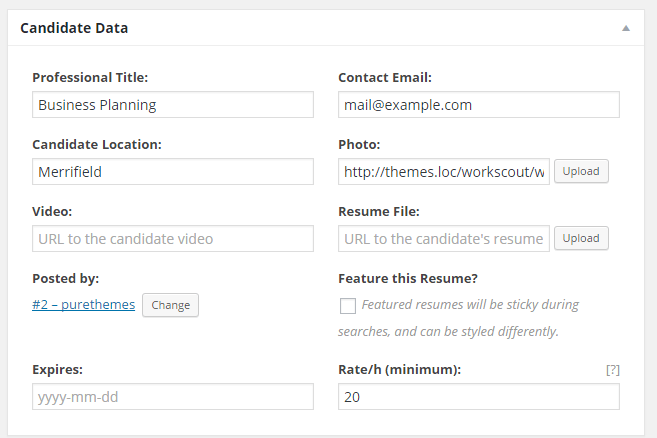 Candidate Data
Professional Title:
Contact Email:
Business Planning
mail@example.com
Candidate Location:
Photo:
Merrifield
http://themes.loc/workscout/w
Upload
Video:
Resume File:
URL to the candidate video
URL to the candidate's resume
Upload
Posted by:
Feature this Resume?
#2 – purethemes
Change
Featured resumes will be sticky during
searches, and can be styled differently.
Expires:
Rate/h (minimum):
[?]
yyyy-mm-dd
20